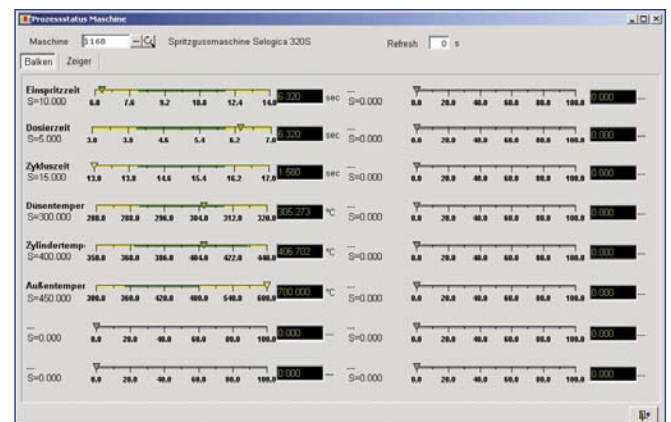 Prozessstatus Maschine
Maschine 1168 Spritzgussmaschine Selogica 320S Refresh 0 s
Balken Zeiger
Einspritzzeit
S=10.000 6.0 7.6 9.2 10.8 12.4 14.0 6.320 sec
---
S=0.000 0.0 20.0 40.0 60.0 80.0 100.0 0.000 ---
Dosierzeit
S=5.000 3.0 3.8 4.6 5.4 6.2 7.0 6.320 sec
---
S=0.000 0.0 20.0 40.0 60.0 80.0 100.0 0.000 ---
Zykluszeit
S=15.000 13.0 13.8 14.6 15.4 16.2 17.0 1.580 sec
---
S=0.000 0.0 20.0 40.0 60.0 80.0 100.0 0.000 ---
Düsentemper
S=300.000 280.0 288.0 296.0 304.0 312.0 320.0 305.273 °C
---
S=0.000 0.0 20.0 40.0 60.0 80.0 100.0 0.000 ---
Zylindertemp
S=400.000 350.0 368.0 386.0 404.0 422.0 440.0 406.702 °C
---
S=0.000 0.0 20.0 40.0 60.0 80.0 100.0 0.000 ---
Außentemper
S=450.000 300.0 360.0 420.0 480.0 540.0 600.0 700.000 °C
---
S=0.000 0.0 20.0 40.0 60.0 80.0 100.0 0.000 ---
---
S=0.000 0.0 20.0 40.0 60.0 80.0 100.0 0.000 ---
---
S=0.000 0.0 20.0 40.0 60.0 80.0 100.0 0.000 ---
---
S=0.000 0.0 20.0 40.0 60.0 80.0 100.0 0.000 ---
---
S=0.000 0.0 20.0 40.0 60.0 80.0 100.0 0.000 ---